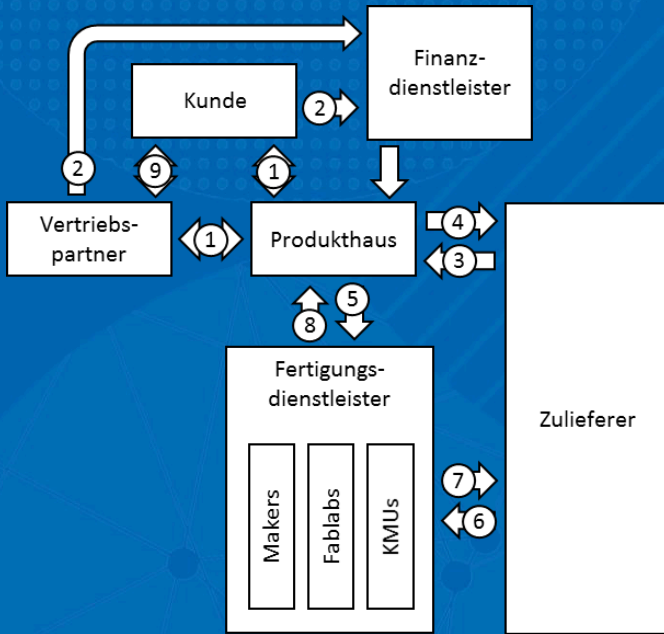 Finanz-
dienstleister
Kunde
2
2
9
1
Vertriebs-
partner
1
Produkthaus
4
3
5
8
Fertigungs-
dienstleister
Makers
Fablabs
KMUs
Zulieferer
7
6